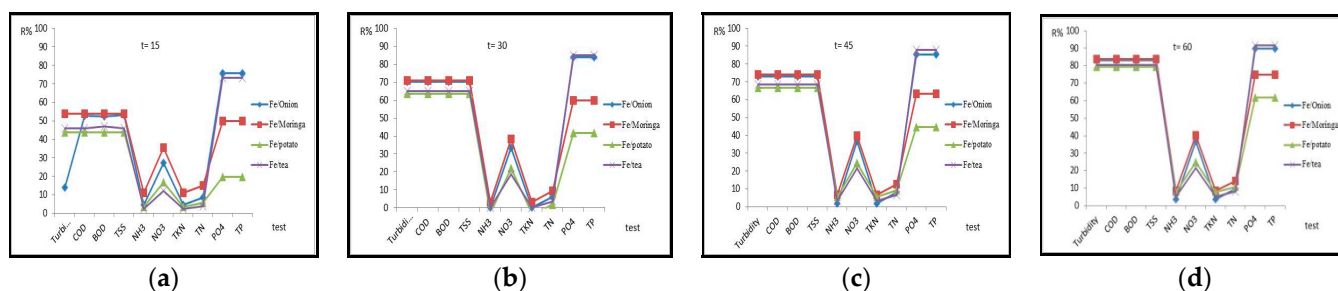 R%
t= 15
100
90
80
70
60
50
40
30
20
10
0
Turbi...
COD
BOD
TSS
NH3
NO3
TKN
TN
PO4
TP
test
Fe/Onion
Fe/Moringa
Fe/potato
Fe/tea
(a)
R%
t= 30
100
90
80
70
60
50
40
30
20
10
0
Turbi...
COD
BOD
TSS
NH3
NO3
TKN
TN
PO4
TP
test
Fe/Onion
Fe/Moringa
Fe/potato
Fe/tea
(b)
R%
t= 45
100
90
80
70
60
50
40
30
20
10
0
Turbidity
COD
BOD
TSS
NH3
NO3
TKN
TN
PO4
TP
test
Fe/Onion
Fe/Moringa
Fe/potato
Fe/tea
(c)
R%
t= 60
100
90
80
70
60
50
40
30
20
10
0
Turbidity
COD
BOD
TSS
NH3
NO3
TKN
TN
PO4
TP
test
Fe/Onion
Fe/Moringa
Fe/potato
Fe/tea
(d)